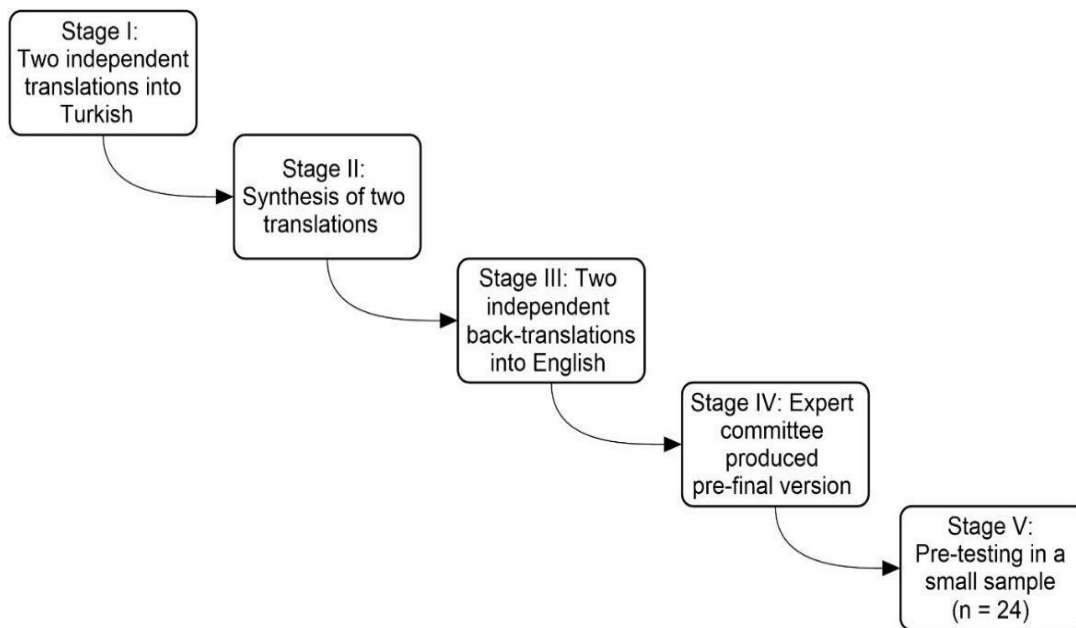 Stage I:
Two independent
translations into
Turkish
Stage II:
Synthesis of two
translations
Stage III: Two
independent
back-translations
into English
Stage IV: Expert
committee
produced
pre-final version
Stage V:
Pre-testing in a
small sample
(n = 24)